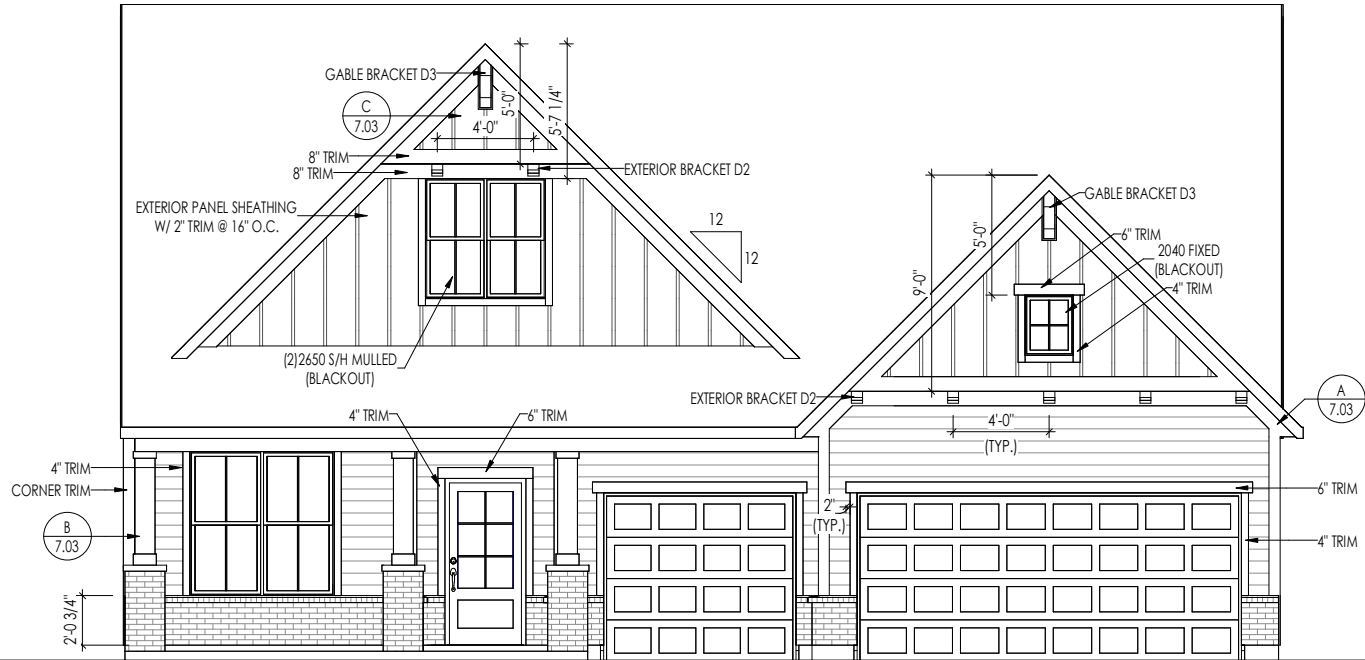 GABLE BRACKET D3
C
7.03
5'-0"
5'-7 1/4"
4'-0"
8" TRIM
8" TRIM
EXTERIOR BRACKET D2
EXTERIOR PANEL SHEATHING
W/ 2" TRIM @ 16" O.C.
12
12
(2)2650 S/H MULLED
(BLACKOUT)
GABLE BRACKET D3
5'-0"
9'-0"
6" TRIM
2040 FIXED
(BLACKOUT)
4" TRIM
EXTERIOR BRACKET D2
A
7.03
4'-0"
(TYP.)
4" TRIM
6" TRIM
4" TRIM
CORNER TRIM
B
7.03
2"
(TYP.)
6" TRIM
4" TRIM
2'-0 3/4"